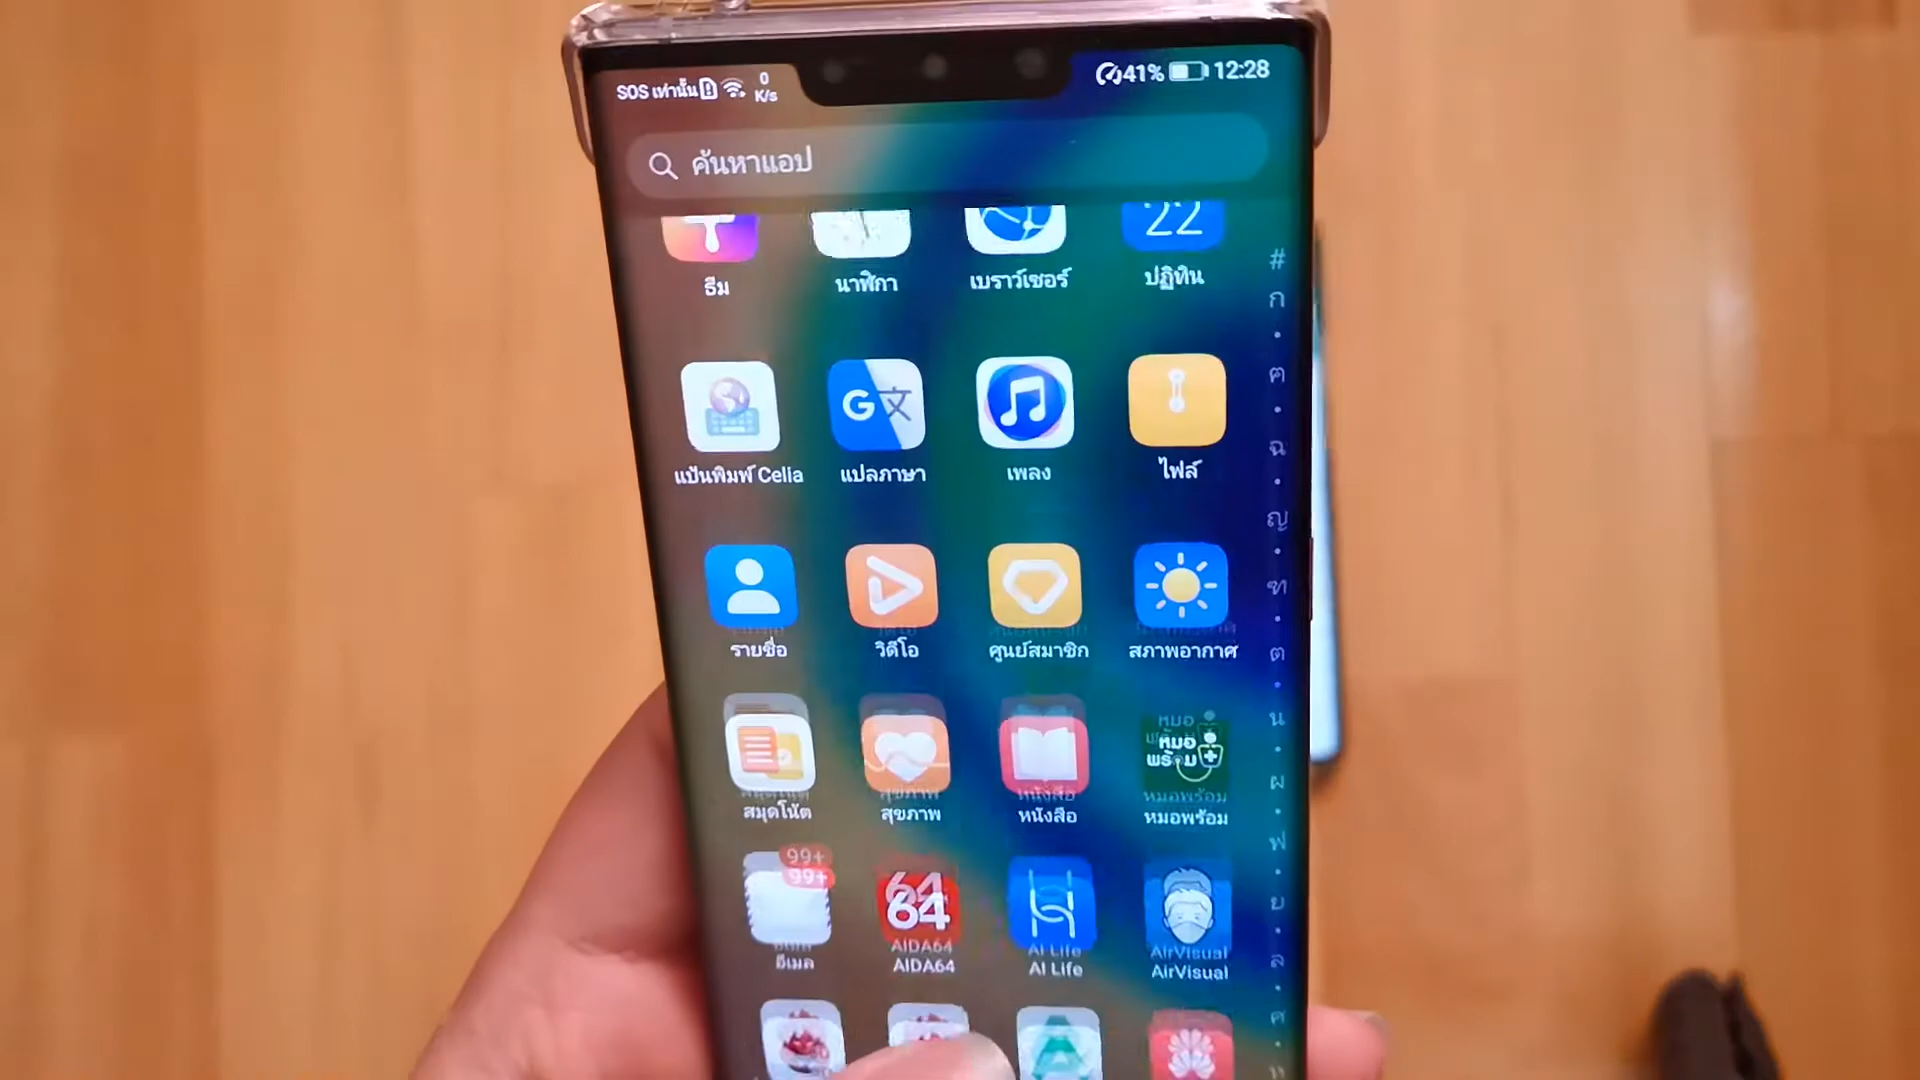 SOS เท่านั้น 0 K/s 41% 12:28
ค้นหาแอป
22
ธีม นาฬิกา เบราว์เซอร์ ปฏิทิน
#
ก
ฅ
ฉ
ญ
ฑ
ต
น
ผ
ฟ
ย
ล
ศ
G 文
แป้นพิมพ์ Celia แปลภาษา เพลง ไฟล์
รายชื่อ วิดีโอ ศูนย์สมาชิก สภาพอากาศ
หมอ
พร้อม
สมุดโน้ต สุขภาพ หนังสือ หมอพร้อม
99+ 64
อีเมล AIDA64 AI Life AirVisual